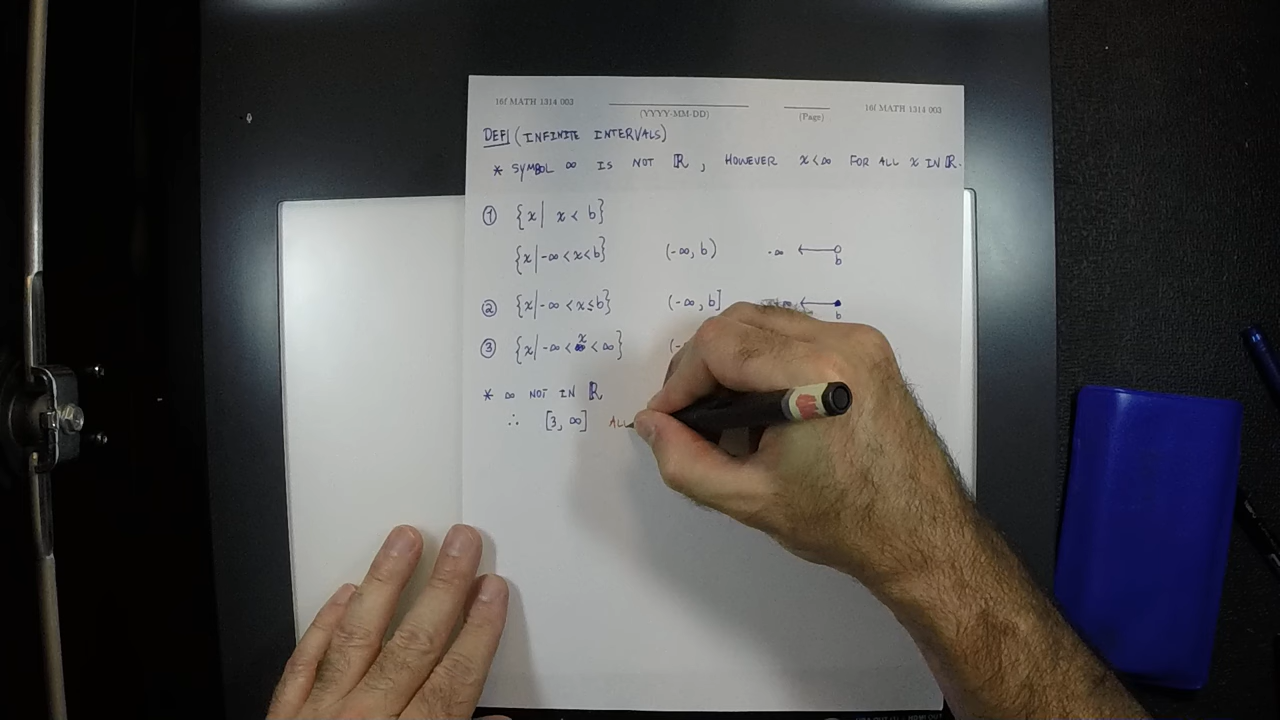 16f MATH 1314 003 (YYYY-MM-DD) (Page) 16f MATH 1314 003
DEF (INFINITE INTERVALS)
* SYMBOL ∞ IS NOT ℝ, HOWEVER x<∞ FOR ALL x IN ℝ.
① {x| x < b}
{x|-∞ < x < b} (-∞, b) -∞ b
② {x|-∞ < x ≤ b} (-∞, b] b
③ {x|-∞ < x < ∞} (-
* ∞ NOT IN ℝ
∴ [3, ∞] ALL